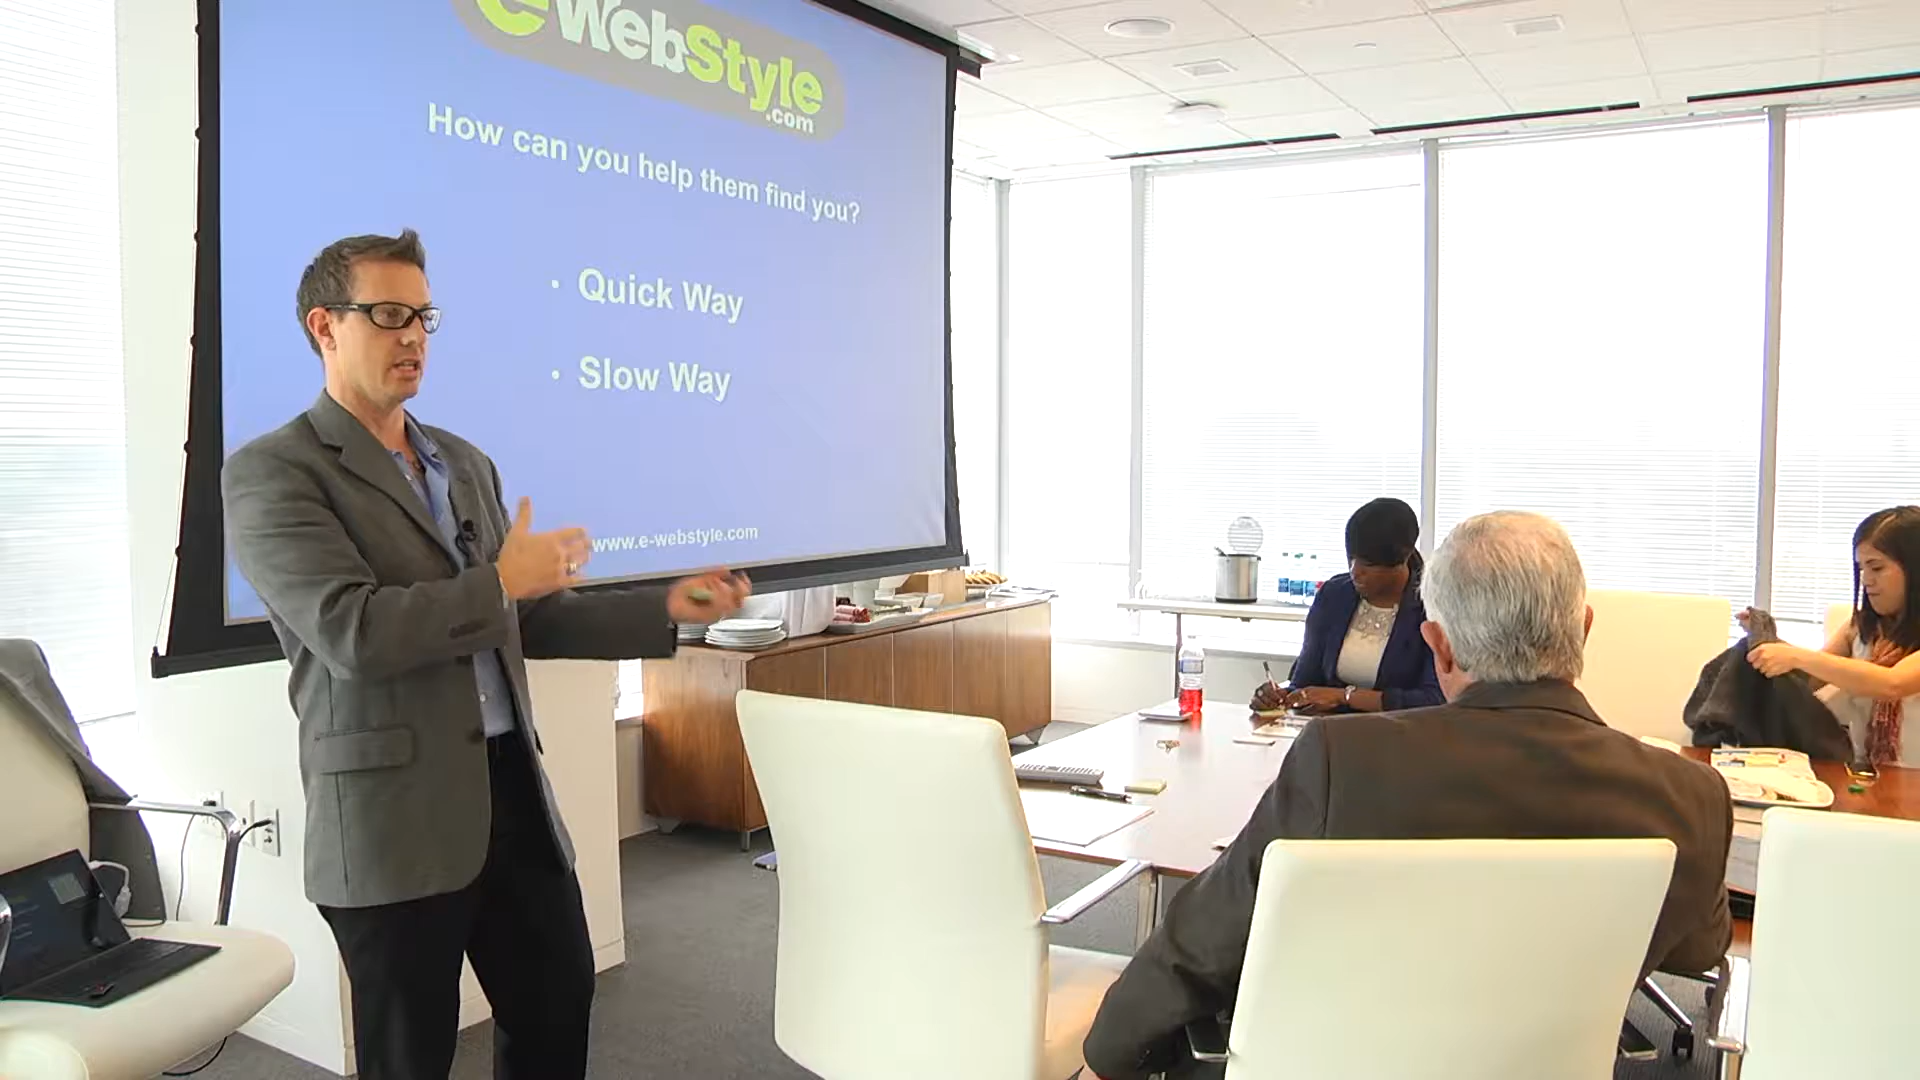 eWebStyle
.com
How can you help them find you?
• Quick Way
• Slow Way
www.e-webstyle.com